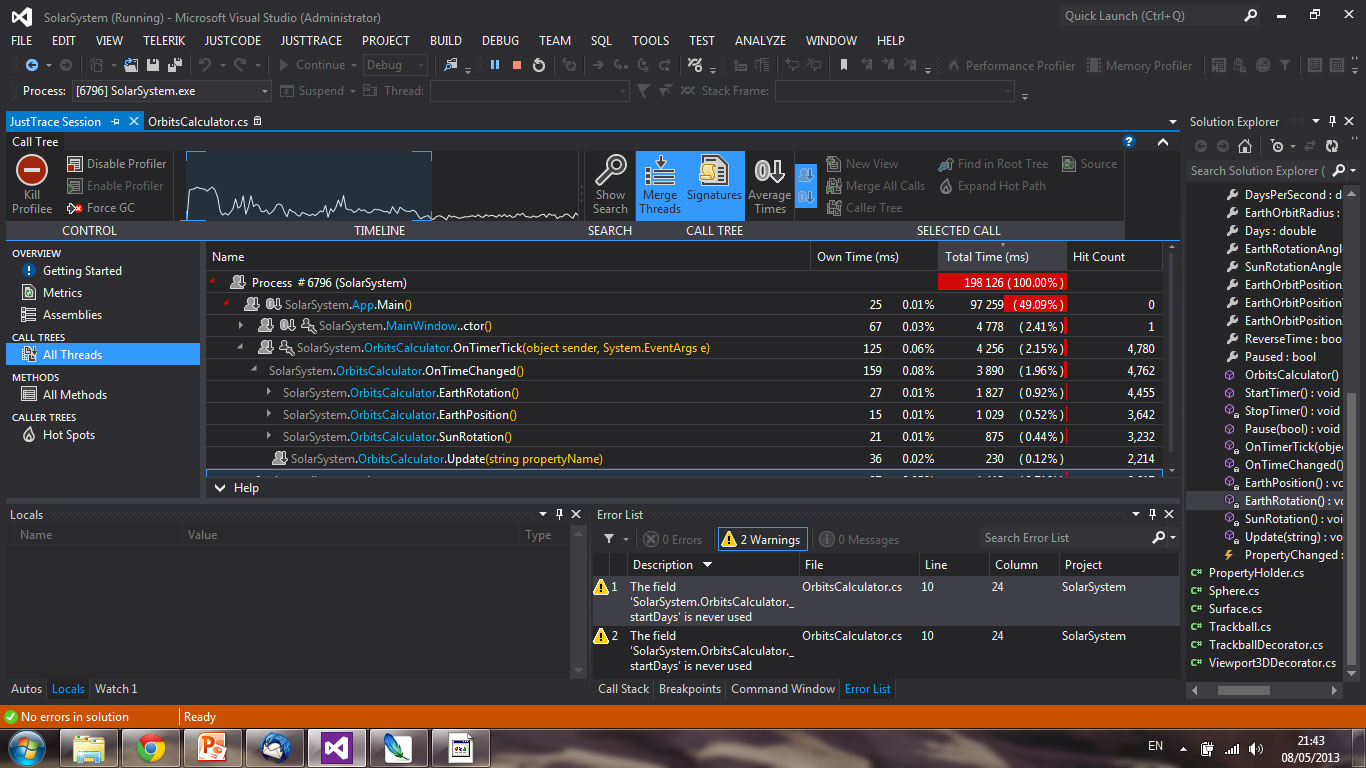 SolarSystem (Running) - Microsoft Visual Studio (Administrator)
Quick Launch (Ctrl+Q)
FILE EDIT VIEW TELERIK JUSTCODE JUSTTRACE PROJECT BUILD DEBUG TEAM SQL TOOLS TEST ANALYZE WINDOW HELP
Continue Debug Performance Profiler Memory Profiler
Process: [6796] SolarSystem.exe Suspend Thread: Stack Frame:
JustTrace Session OrbitsCalculator.cs
Call Tree
Kill Profilee
Disable Profiler
Enable Profiler
Force GC
Show Search
Merge Threads
Signatures
Average Times
New View
Merge All Calls
Caller Tree
Find in Root Tree
Expand Hot Path
Source
CONTROL TIMELINE SEARCH CALL TREE SELECTED CALL
OVERVIEW
Getting Started
Metrics
Assemblies
CALL TREES
All Threads
METHODS
All Methods
CALLER TREES
Hot Spots
Name Own Time (ms) Total Time (ms) Hit Count
Process # 6796 (SolarSystem) 198 126 (100.00% )
SolarSystem.App.Main() 25 0.01% 97 259 ( 49.09% ) 0
SolarSystem.MainWindow..ctor() 67 0.03% 4 778 ( 2.41% ) 1
SolarSystem.OrbitsCalculator.OnTimerTick(object sender, System.EventArgs e) 125 0.06% 4 256 ( 2.15% ) 4,780
SolarSystem.OrbitsCalculator.OnTimeChanged() 159 0.08% 3 890 ( 1.96% ) 4,762
SolarSystem.OrbitsCalculator.EarthRotation() 27 0.01% 1 827 ( 0.92% ) 4,455
SolarSystem.OrbitsCalculator.EarthPosition() 15 0.01% 1 029 ( 0.52% ) 3,642
SolarSystem.OrbitsCalculator.SunRotation() 21 0.01% 875 ( 0.44% ) 3,232
SolarSystem.OrbitsCalculator.Update(string propertyName) 36 0.02% 230 ( 0.12% ) 2,214
Help
Solution Explorer
Search Solution Explorer (
DaysPerSecond : d
EarthOrbitRadius :
Days : double
EarthRotationAngl
SunRotationAngle
EarthOrbitPosition
EarthOrbitPosition
EarthOrbitPosition
ReverseTime : boo
Paused : bool
OrbitsCalculator()
StartTimer() : void
StopTimer() : void
Pause(bool) : void
OnTimerTick(objec
OnTimeChanged()
EarthPosition() : vo
EarthRotation() : vo
SunRotation() : voi
Update(string) : vo
PropertyChanged :
C# PropertyHolder.cs
C# Sphere.cs
C# Surface.cs
C# Trackball.cs
C# TrackballDecorator.cs
C# Viewport3DDecorator.cs
Locals
Name Value Type
Autos Locals Watch 1
Error List
0 Errors 2 Warnings 0 Messages Search Error List
Description File Line Column Project
1 The field 'SolarSystem.OrbitsCalculator._ startDays' is never used OrbitsCalculator.cs 10 24 SolarSystem
2 The field 'SolarSystem.OrbitsCalculator._ startDays' is never used OrbitsCalculator.cs 10 24 SolarSystem
Call Stack Breakpoints Command Window Error List
No errors in solution Ready
EN 21:43
08/05/2013